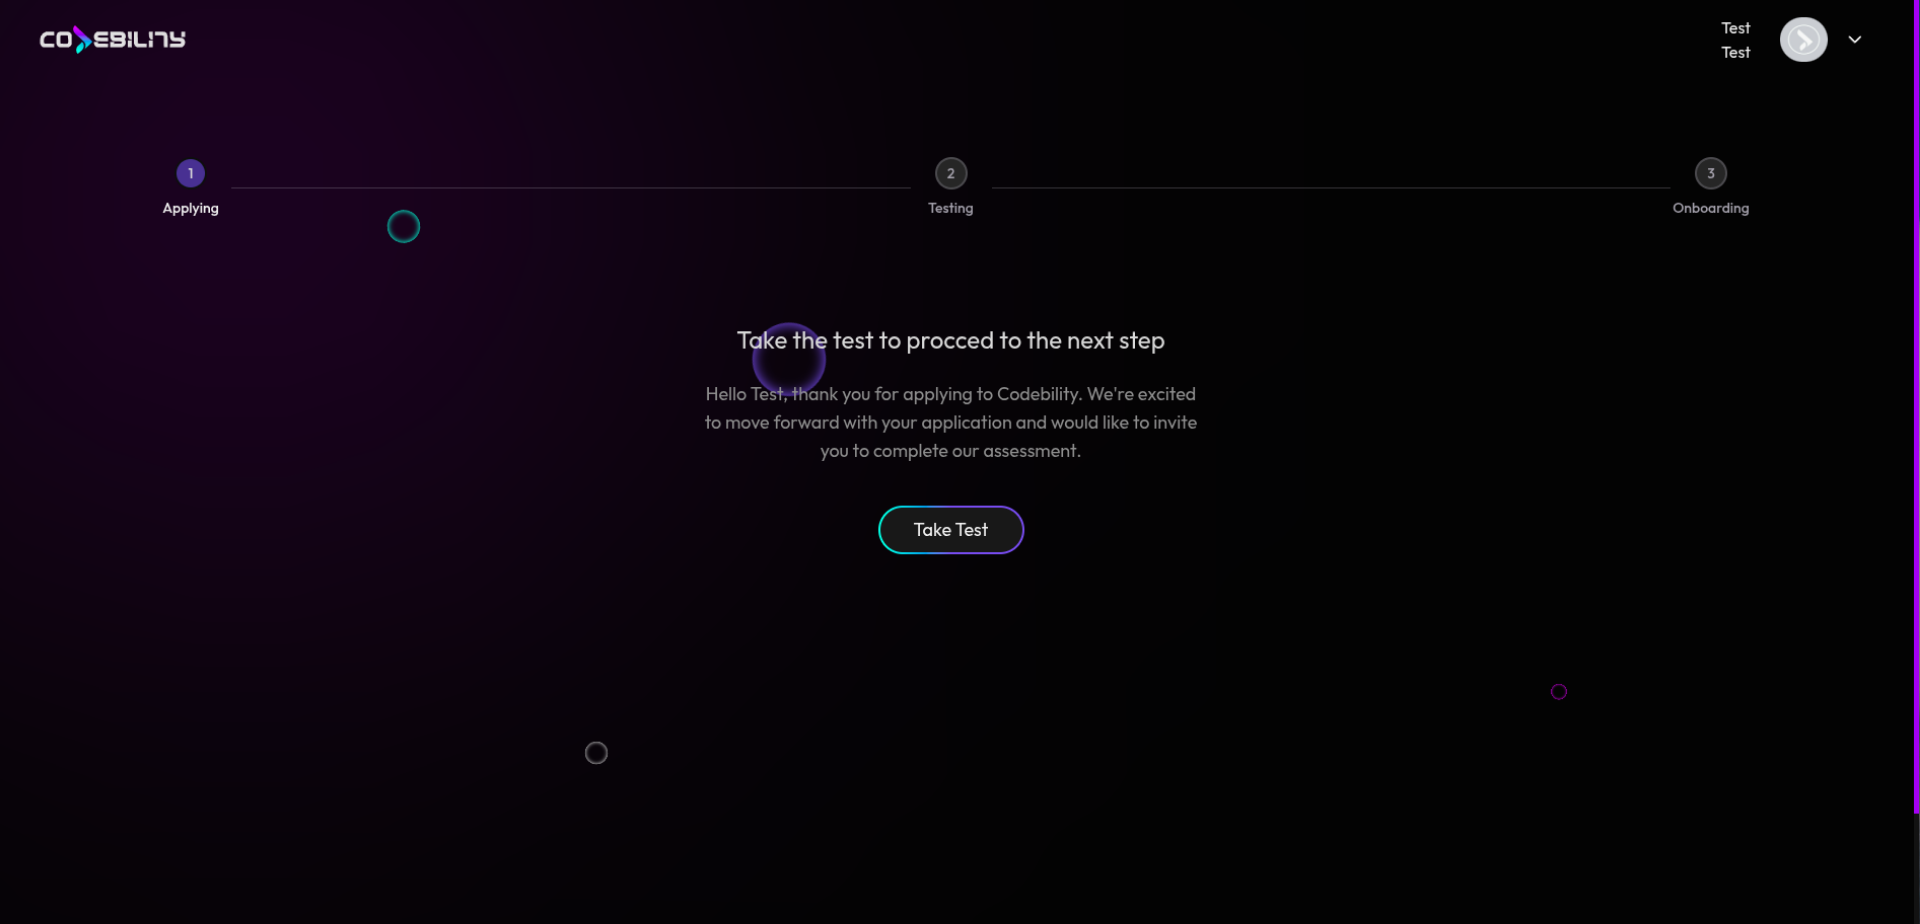 CODEBILITY
Test
Test
1
Applying
2
Testing
3
Onboarding
Take the test to procced to the next step
Hello Test, thank you for applying to Codebility. We're excited
to move forward with your application and would like to invite
you to complete our assessment.
Take Test